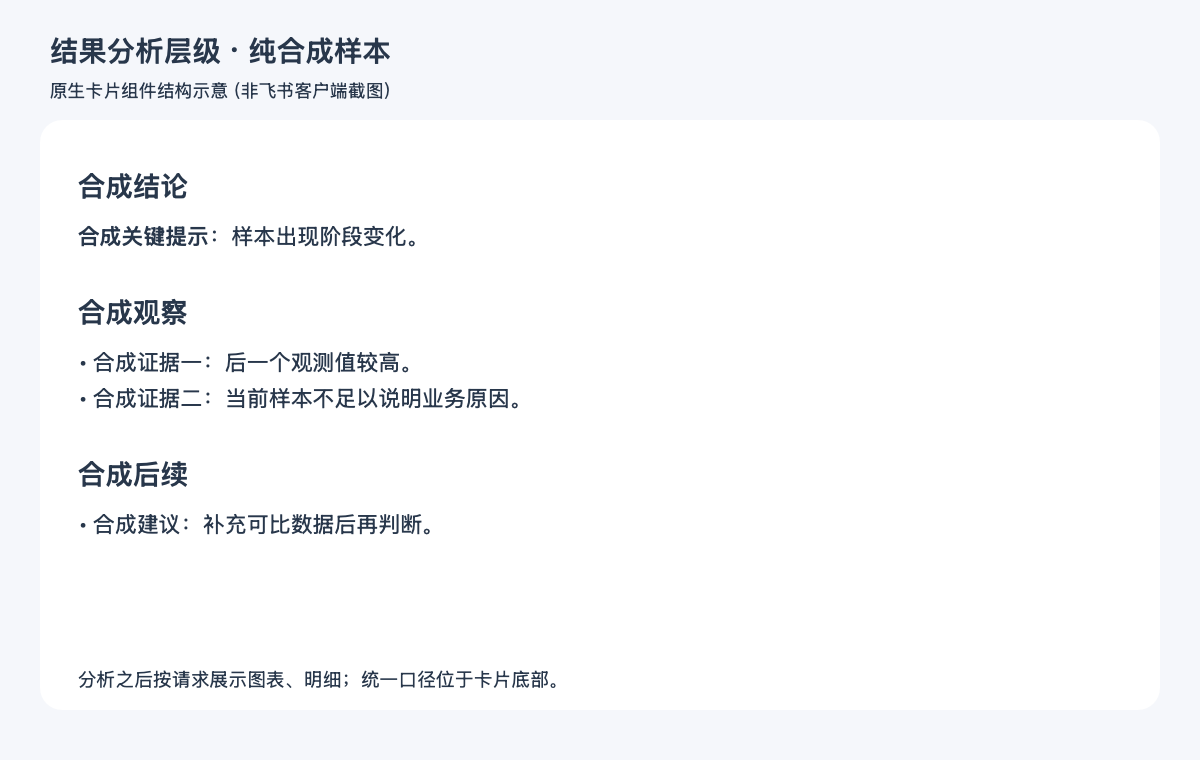 结果分析层级 · 纯合成样本
原生卡片组件结构示意 (非飞书客户端截图)
合成结论
合成关键提示：样本出现阶段变化。
合成观察
• 合成证据一：后一个观测值较高。
• 合成证据二：当前样本不足以说明业务原因。
合成后续
• 合成建议：补充可比数据后再判断。
分析之后按请求展示图表、明细；统一口径位于卡片底部。